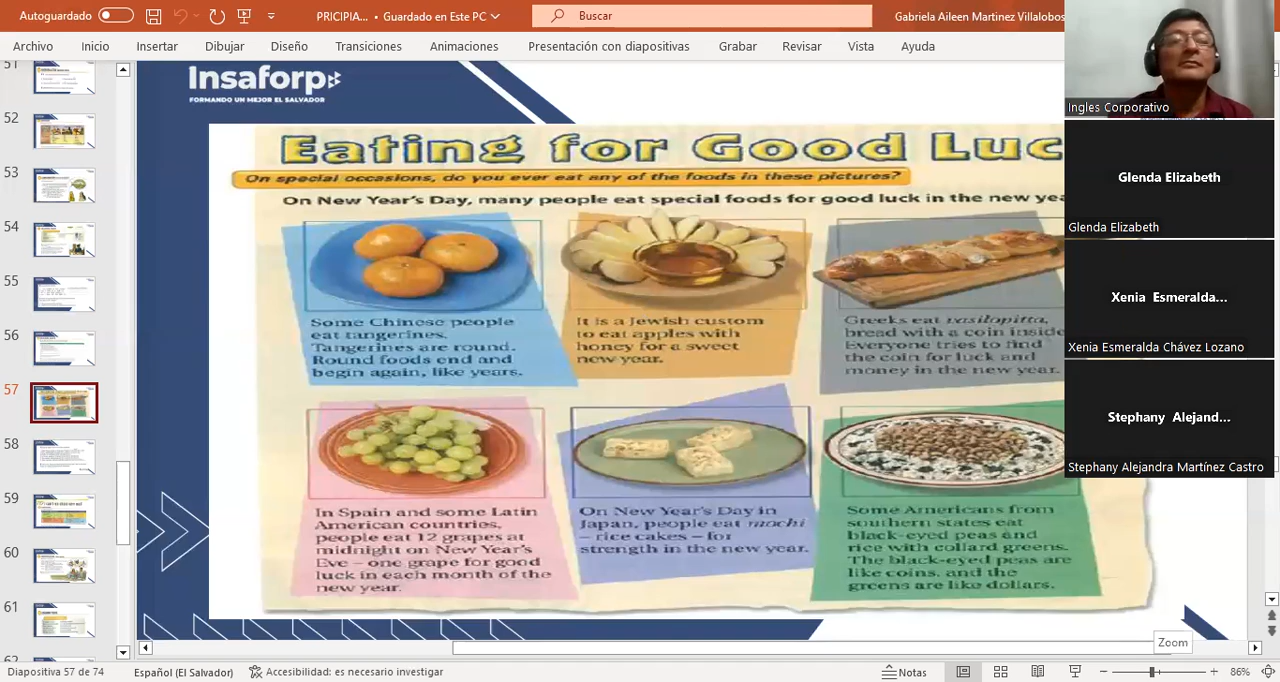 Autoguardado
PRICIPIA... • Guardado en Este PC
Buscar
Gabriela Aileen Martinez Villalobos
Archivo Inicio Insertar Dibujar Diseño Transiciones Animaciones Presentación con diapositivas Grabar Revisar Vista Ayuda
51
52
53
54
55
56
57
58
59
60
61
Insaforp
FORMANDO UN MEJOR EL SALVADOR
Eating for Good Luc
On special occasions, do you ever eat any of the foods in these pictures?
On New Year's Day, many people eat special foods for good luck in the new yea
Some Chinese people
eat tangerines.
Tangerines are round.
Round foods end and
begin again, like years.
It is a Jewish custom
to eat apples with
honey for a sweet
new year.
Greeks eat vasilopitta,
bread with a coin inside
Everyone tries to find
the coin for luck and
money in the new year.
In Spain and some Latin
American countries,
people eat 12 grapes at
midnight on New Year's
Eve – one grape for good
luck in each month of the
new year.
On New Year's Day in
Japan, people eat mochi
– rice cakes – for
strength in the new year.
Some Americans from
southern states eat
black-eyed peas and
rice with collard greens.
The black-eyed peas are
like coins, and the
greens are like dollars.
Ingles Corporativo
Glenda Elizabeth
Glenda Elizabeth
Xenia Esmeralda...
Xenia Esmeralda Chávez Lozano
Stephany Alejand...
Stephany Alejandra Martínez Castro
Zoom
Diapositiva 57 de 74
Español (El Salvador)
Accesibilidad: es necesario investigar
Notas
86%